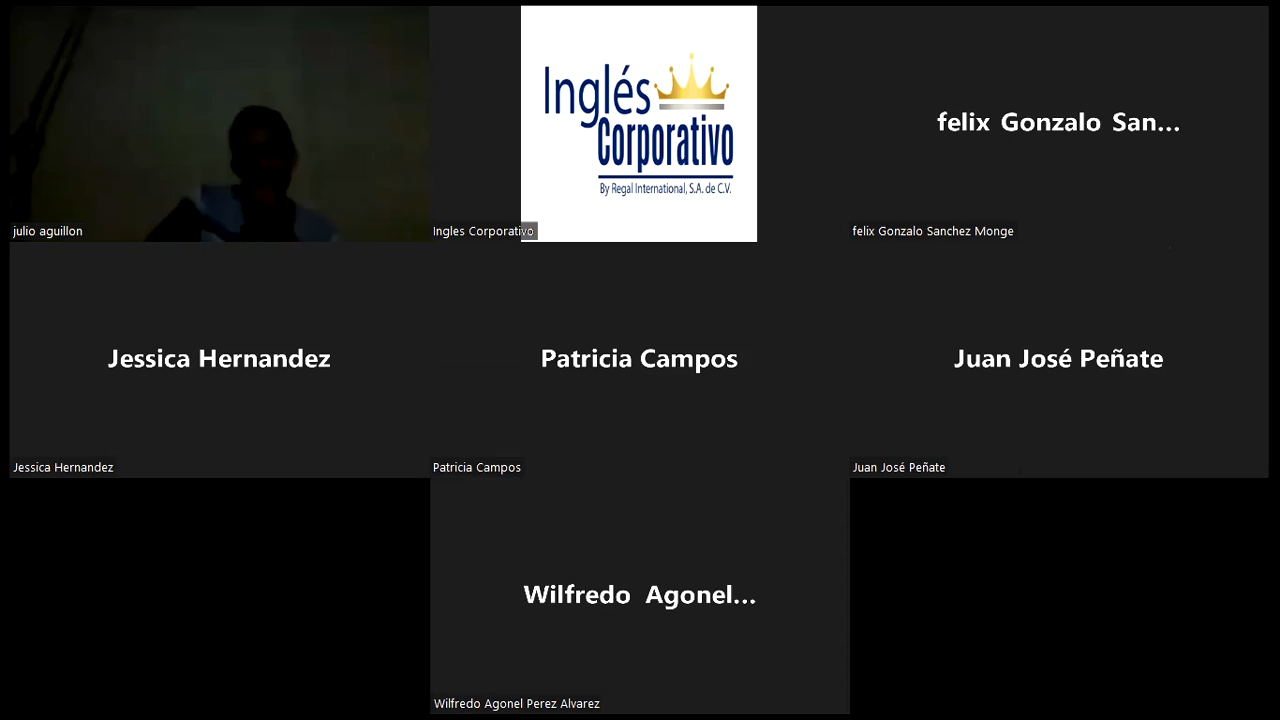 Inglés
Corporativo
By Regal International, S.A. de C.V.
felix Gonzalo San...
julio aguillon
Ingles Corporativo
felix Gonzalo Sanchez Monge
Jessica Hernandez
Patricia Campos
Juan José Peñate
Jessica Hernandez
Patricia Campos
Juan José Peñate
Wilfredo Agonel...
Wilfredo Agonel Perez Alvarez